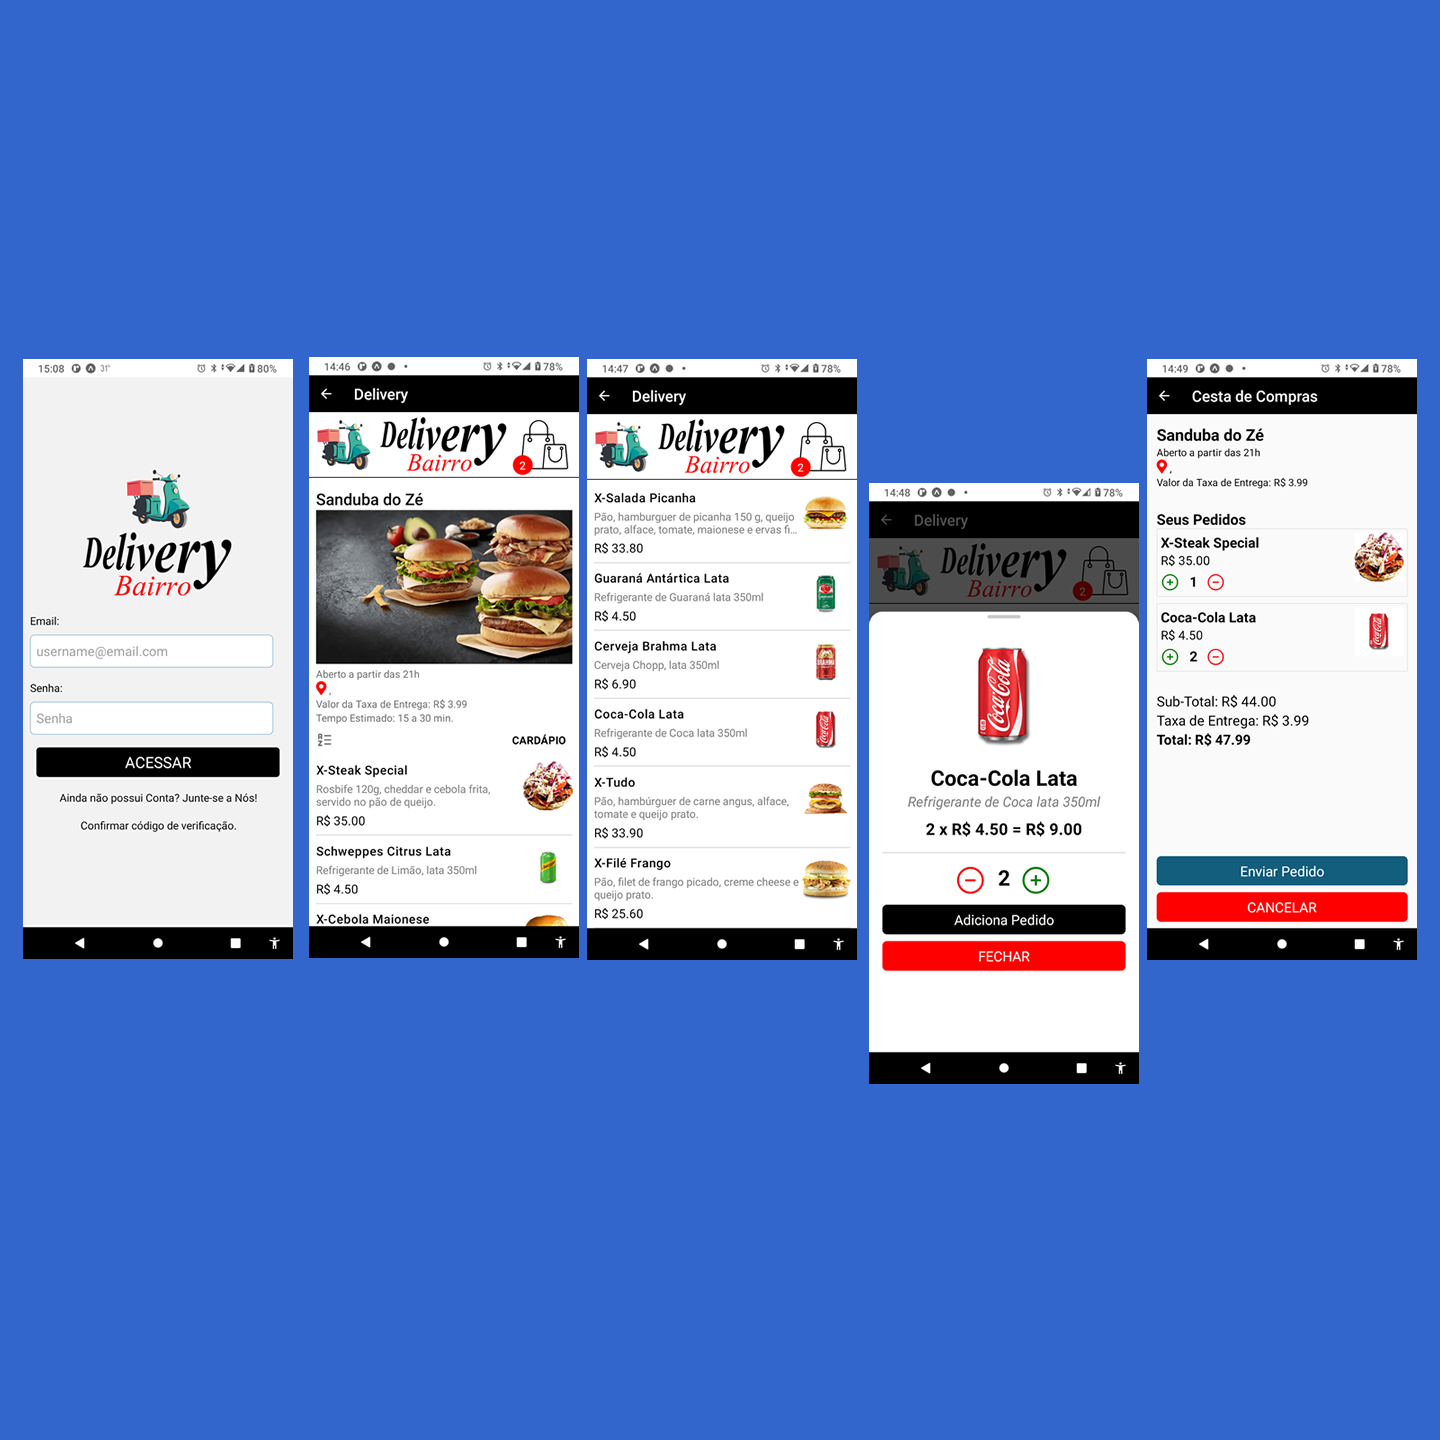 15:08
31°
80%
Delivery
Bairro
Email:
username@email.com
Senha:
Senha
ACESSAR
Ainda não possui Conta? Junte-se a Nós!
Confirmar código de verificação.
14:46
78%
Delivery
Delivery
Bairro
2
Sanduba do Zé
Aberto a partir das 21h
,
Valor da Taxa de Entrega: R$ 3.99
Tempo Estimado: 15 a 30 min.
CARDÁPIO
X-Steak Special
Rosbife 120g, cheddar e cebola frita,
servido no pão de queijo.
R$ 35.00
Schweppes Citrus Lata
Refrigerante de Limão, lata 350ml
R$ 4.50
X-Cebola Maionese
14:47
78%
Delivery
Delivery
Bairro
2
X-Salada Picanha
Pão, hamburguer de picanha 150 g, queijo
prato, alface, tomate, maionese e ervas fi...
R$ 33.80
Guaraná Antártica Lata
Refrigerante de Guaraná lata 350ml
R$ 4.50
Cerveja Brahma Lata
Cerveja Chopp, lata 350ml
R$ 6.90
Coca-Cola Lata
Refrigerante de Coca lata 350ml
R$ 4.50
X-Tudo
Pão, hambúrguer de carne angus, alface,
tomate e queijo prato.
R$ 33.90
X-Filé Frango
Pão, filet de frango picado, creme cheese e
queijo prato.
R$ 25.60
14:48
78%
Delivery
Delivery
Bairro
2
Coca-Cola
Coca-Cola Lata
Refrigerante de Coca lata 350ml
2 x R$ 4.50 = R$ 9.00
2
Adiciona Pedido
FECHAR
14:49
78%
Cesta de Compras
Sanduba do Zé
Aberto a partir das 21h
,
Valor da Taxa de Entrega: R$ 3.99
Seus Pedidos
X-Steak Special
R$ 35.00
1
Coca-Cola Lata
R$ 4.50
2
Sub-Total: R$ 44.00
Taxa de Entrega: R$ 3.99
Total: R$ 47.99
Enviar Pedido
CANCELAR